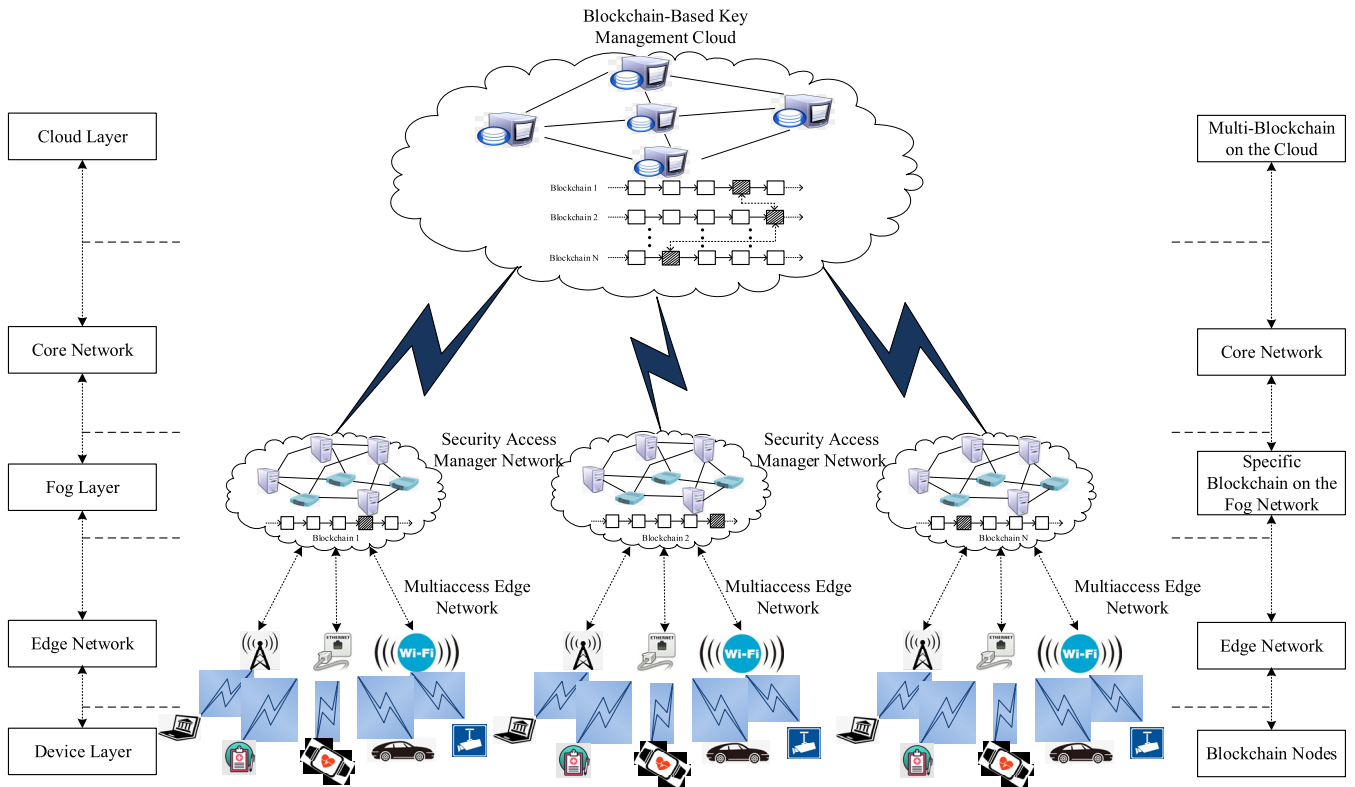 Blockchain-Based Key
Management Cloud
Cloud Layer
Multi-Blockchain
on the Cloud
Blockchain 1
Blockchain 2
Blockchain N
Core Network
Core Network
Security Access
Manager Network
Security Access
Manager Network
Fog Layer
Specific
Blockchain on the
Fog Network
Blockchain 1
Blockchain 2
Blockchain N
Multiaccess Edge
Network
Multiaccess Edge
Network
Multiaccess Edge
Network
Edge Network
ETHERNET
Wi-Fi
ETHERNET
Wi-Fi
ETHERNET
Wi-Fi
Edge Network
Device Layer
Blockchain Nodes